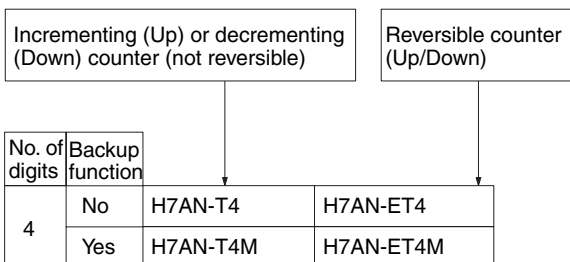 Incrementing (Up) or decrementing
(Down) counter (not reversible)
Reversible counter
(Up/Down)
No. of digits
Backup function
4
No
H7AN-T4
H7AN-ET4
Yes
H7AN-T4M
H7AN-ET4M